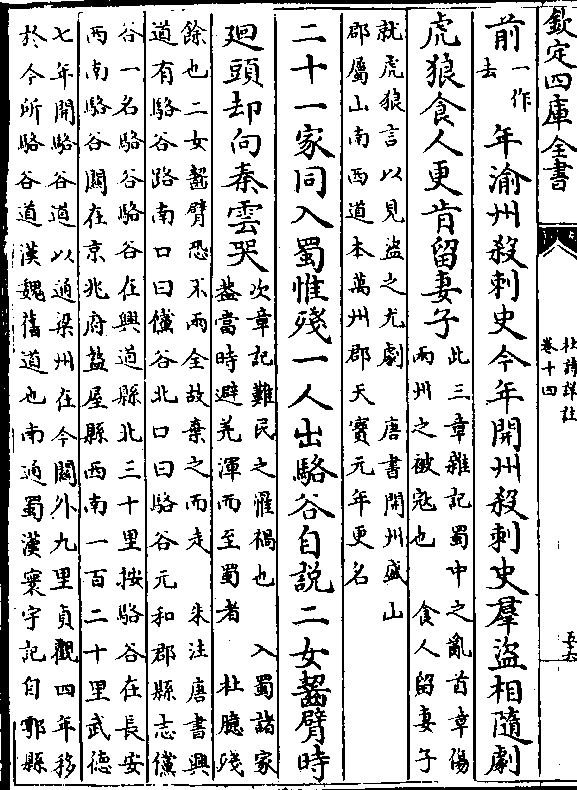 欽定四庫全書
杜詩詳註
卷十四
前一作去年渝州殺刺史今年開州殺刺史羣盜相隨劇
虎狼食人更肯留妻子
此三章雜記蜀中之亂首章傷
兩州之被冦也 食人留妻子
就虎狼言以見盜之尤劇 唐書開州盛山
郡屬山南西道本萬州郡天寳元年更名
二十一家同入蜀惟殘一人出駱谷自説二女齧臂時
廻頭却向秦雲哭
次章記難民之罹禍也 入蜀諸家
葢當時避羌渾而至蜀者 杜臆殘
餘也二女齧臂恐不兩全故棄之而走 朱注唐書興
道有駱谷路南口曰儻谷北口曰駱谷元和郡縣志儻
谷一名駱谷駱谷在興道縣北三十里按駱谷在長安
西南駱谷關在京兆府盩厔縣西南一百二十里武德
七年開駱谷道以通梁州在今關外九里貞觀四年移
於今所駱谷道漢魏舊道也南通蜀漢寰宇記自鄠縣